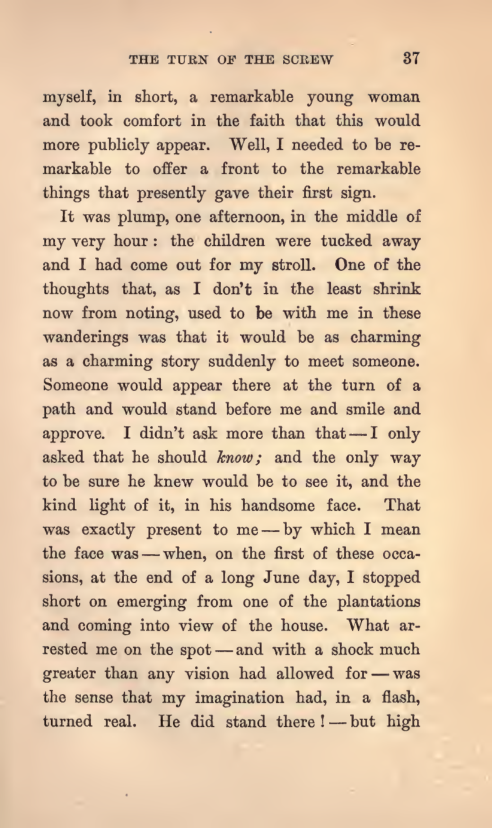 THE TURN OF THE SCREW 37
myself, in short, a remarkable young woman
and took comfort in the faith that this would
more publicly appear. Well, I needed to be re-
markable to offer a front to the remarkable
things that presently gave their first sign.
It was plump, one afternoon, in the middle of
my very hour: the children were tucked away
and I had come out for my stroll. One of the
thoughts that, as I don't in the least shrink
now from noting, used to be with me in these
wanderings was that it would be as charming
as a charming story suddenly to meet someone.
Someone would appear there at the turn of a
path and would stand before me and smile and
approve. I didn't ask more than that — I only
asked that he should know; and the only way
to be sure he knew would be to see it, and the
kind light of it, in his handsome face. That
was exactly present to me — by which I mean
the face was — when, on the first of these occa-
sions, at the end of a long June day, I stopped
short on emerging from one of the plantations
and coming into view of the house. What ar-
rested me on the spot — and with a shock much
greater than any vision had allowed for — was
the sense that my imagination had, in a flash,
turned real. He did stand there! — but high